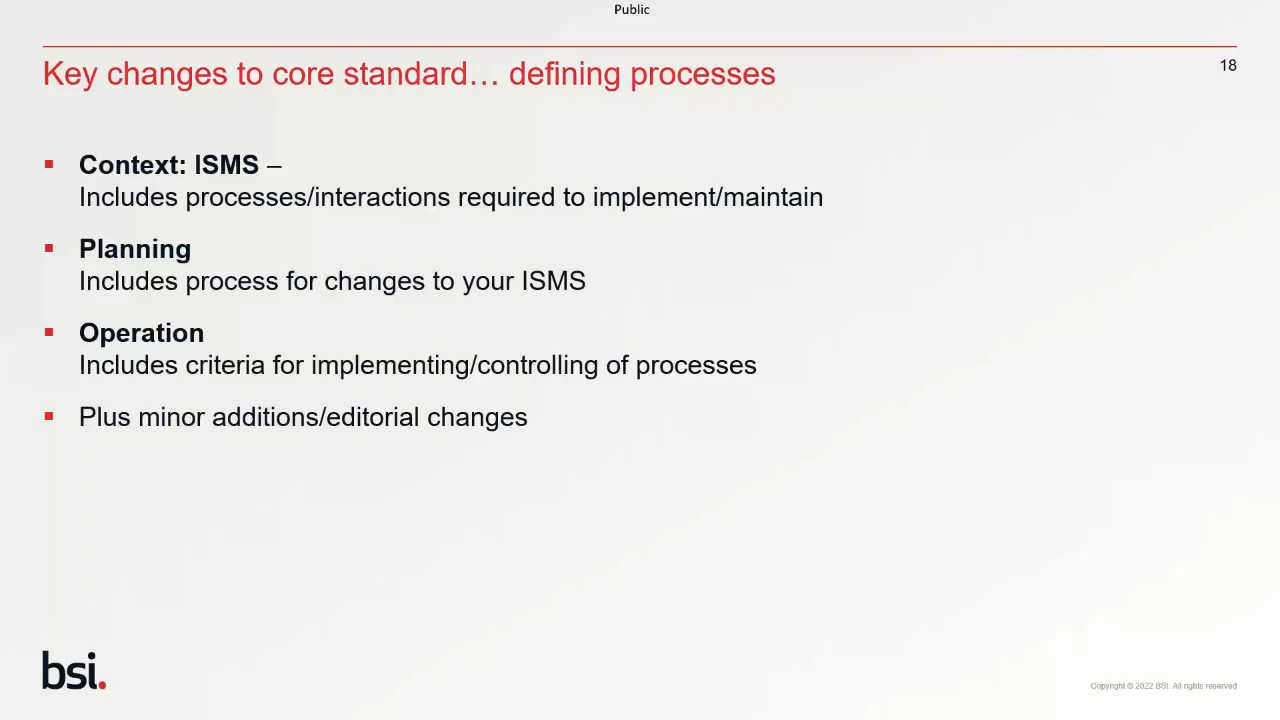 Public
Key changes to core standard… defining processes
18
Context: ISMS –
Includes processes/interactions required to implement/maintain
Planning
Includes process for changes to your ISMS
Operation
Includes criteria for implementing/controlling of processes
Plus minor additions/editorial changes
bsi.
Copyright © 2022 BSI. All rights reserved